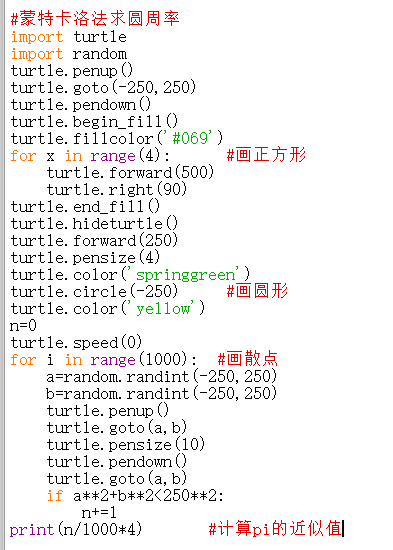 #蒙特卡洛法求圆周率
import turtle
import random
turtle.penup()
turtle.goto(-250,250)
turtle.pendown()
turtle.begin_fill()
turtle.fillcolor('#069')
for x in range(4):       #画正方形
    turtle.forward(500)
    turtle.right(90)
turtle.end_fill()
turtle.hideturtle()
turtle.forward(250)
turtle.pensize(4)
turtle.color('springgreen')
turtle.circle(-250)      #画圆形
turtle.color('yellow')
n=0
turtle.speed(0)
for i in range(1000):  #画散点
    a=random.randint(-250,250)
    b=random.randint(-250,250)
    turtle.penup()
    turtle.goto(a,b)
    turtle.pensize(10)
    turtle.pendown()
    turtle.goto(a,b)
    if a**2+b**2<250**2:
        n+=1
print(n/1000*4)        #计算pi的近似值